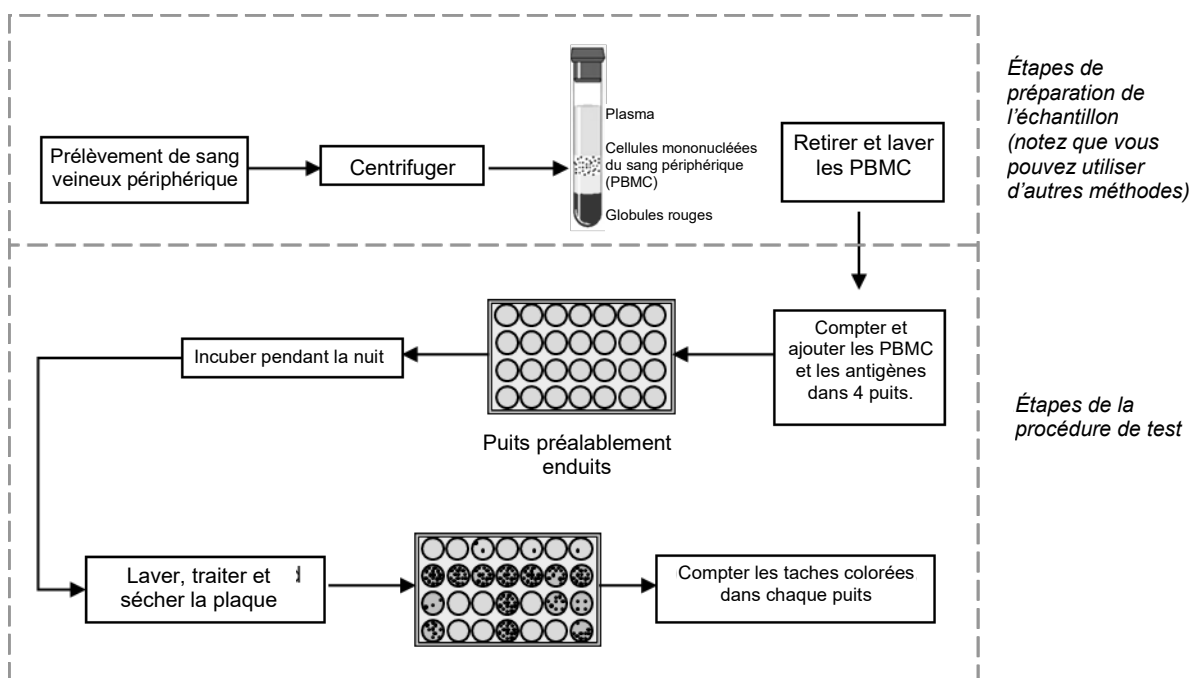 Prélèvement de sang
veineux périphérique
Centrifuger
Plasma
Cellules mononucléées
du sang périphérique
(PBMC)
Globules rouges
Retirer et laver
les PBMC
Étapes de
préparation de
l'échantillon
(notez que vous
pouvez utiliser
d'autres méthodes)
Compter et
ajouter les PBMC
et les antigènes
dans 4 puits.
Puits préalablement
enduits
Incuber pendant la nuit
Étapes de la
procédure de test
Laver, traiter et
sécher la plaque
Compter les taches colorées
dans chaque puits